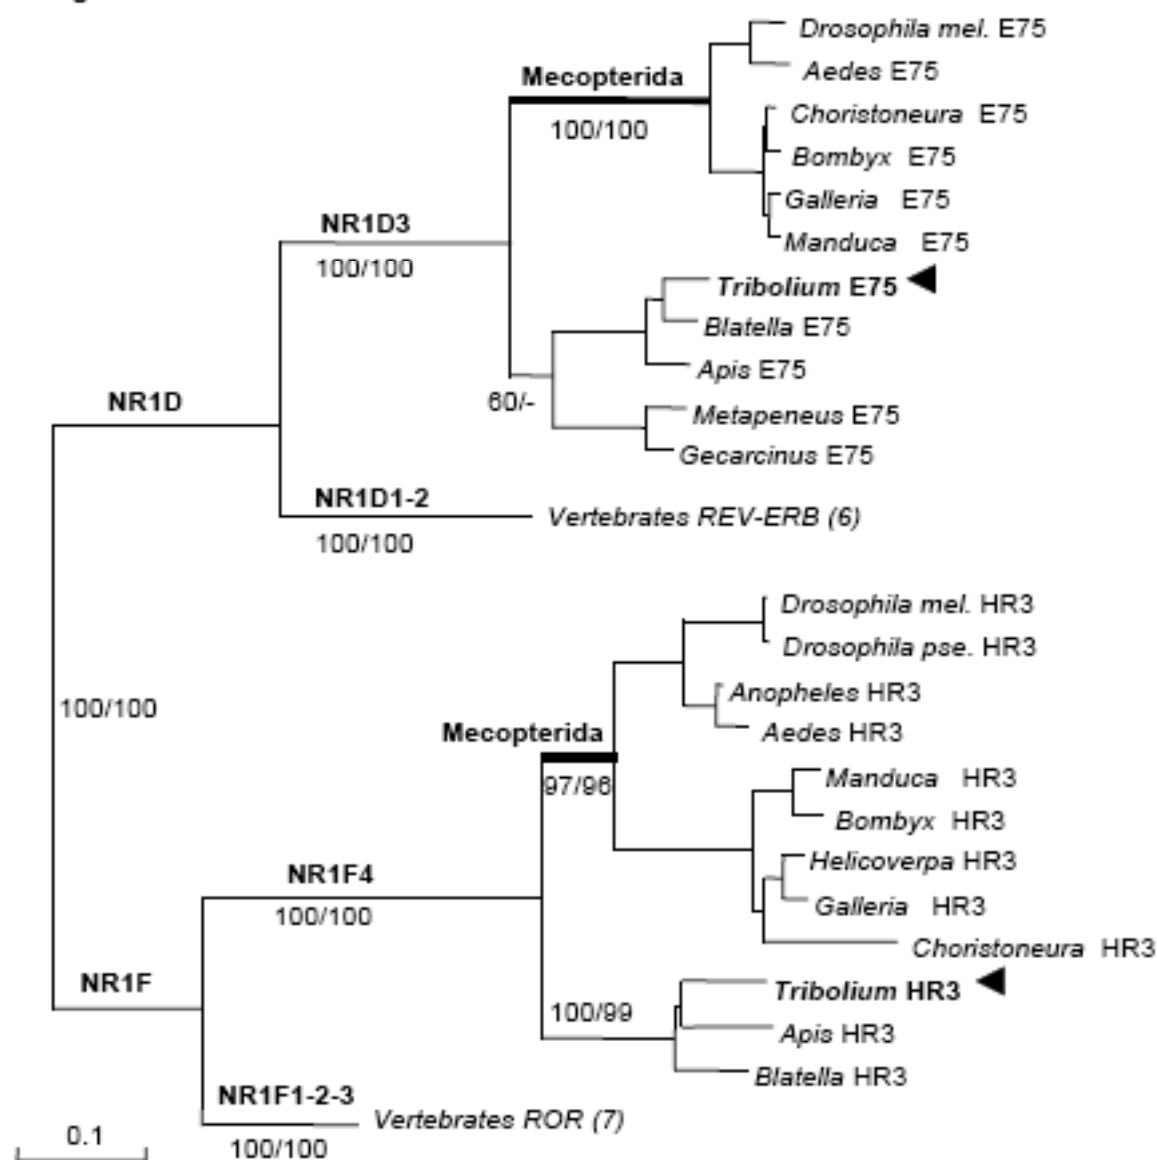 Drosophila mel. E75
Mecopterida
Aedes E75
100/100
Choristoneura E75
Bombyx E75
Galleria E75
NR1D3
Manduca E75
100/100
Tribolium E75
Blatella E75
Apis E75
NR1D
60/-
Metapeneus E75
Gecarcinus E75
NR1D1-2
Vertebrates REV-ERB (6)
100/100
Drosophila mel. HR3
Drosophila pse. HR3
Anopheles HR3
100/100
Mecopterida
Aedes HR3
97/96
Manduca HR3
Bombyx HR3
Helicoverpa HR3
NR1F4
100/100
Galleria HR3
Choristoneura HR3
NR1F
Tribolium HR3
100/99
Apis HR3
Blatella HR3
NR1F1-2-3
Vertebrates ROR (7)
0.1
100/100